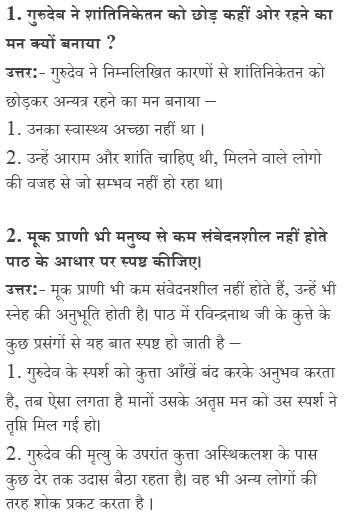 1. गुरुदेव ने शांतिनिकेतन को छोड़ कहीं ओर रहने का
मन क्यों बनाया ?
उत्तर:- गुरुदेव ने निम्नलिखित कारणों से शांतिनिकेतन को
छोड़कर अन्यत्र रहने का मन बनाया –
1. उनका स्वास्थ्य अच्छा नहीं था ।
2. उन्हें आराम और शांति चाहिए थी, मिलने वाले लोगो
की वजह से जो सम्भव नहीं हो रहा था।
2. मूक प्राणी भी मनुष्य से कम संवेदनशील नहीं होते
पाठ के आधार पर स्पष्ट कीजिए।
उत्तर:- मूक प्राणी भी कम संवेदनशील नहीं होते हैं, उन्हें भी
स्नेह की अनुभूति होती है। पाठ में रविन्द्रनाथ जी के कुत्ते के
कुछ प्रसंगों से यह बात स्पष्ट हो जाती है –
1. गुरुदेव के स्पर्श को कुत्ता आँखें बंद करके अनुभव करता
है, तब ऐसा लगता है मानों उसके अतृप्त मन को उस स्पर्श ने
तृप्ति मिल गई हो।
2. गुरुदेव की मृत्यु के उपरांत कुत्ता अस्थिकलश के पास
कुछ देर तक उदास बैठा रहता है। वह भी अन्य लोगों की
तरह शोक प्रकट करता है ।